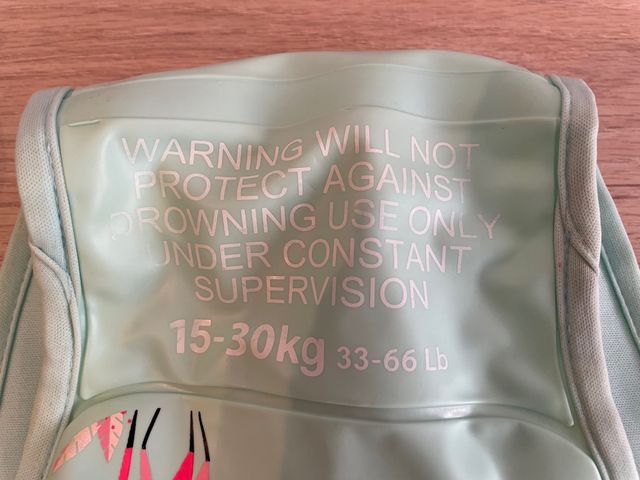 WARNING WILL NOT
PROTECT AGAINST
DROWNING USE ONLY
UNDER CONSTANT
SUPERVISION
15-30kg 33-66 Lb